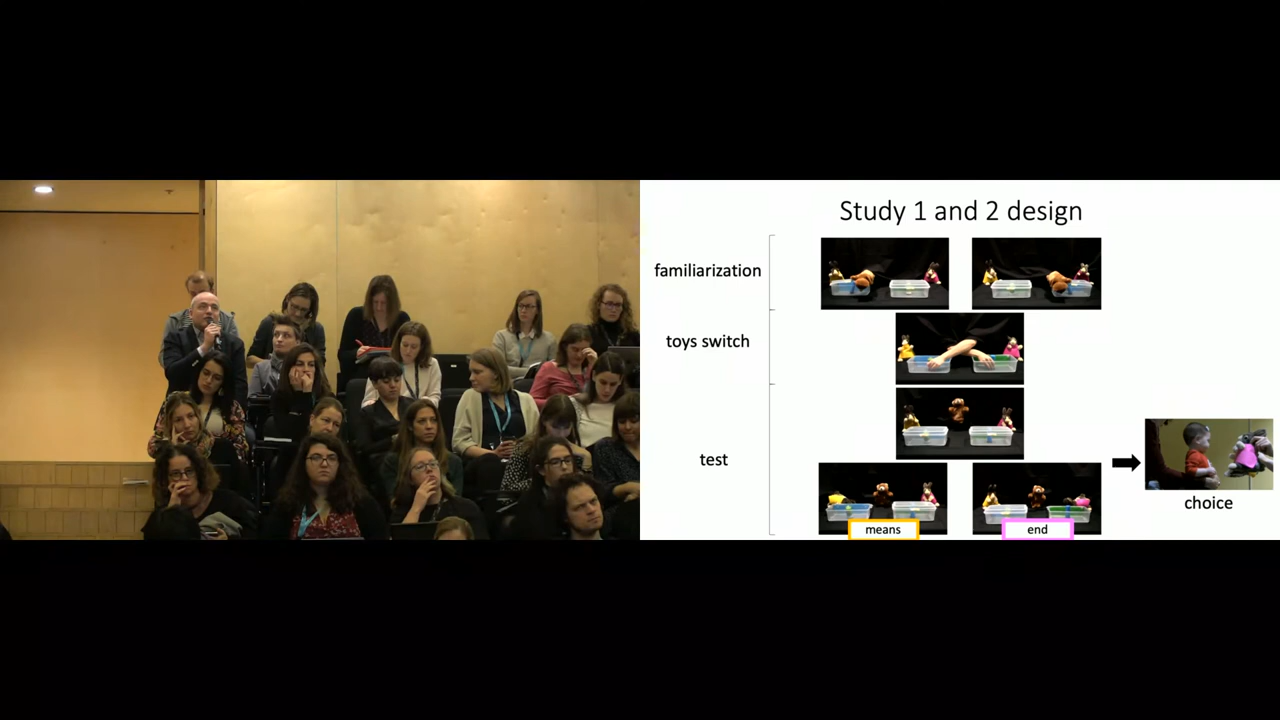 Study 1 and 2 design
familiarization
toys switch
test
means
end
choice